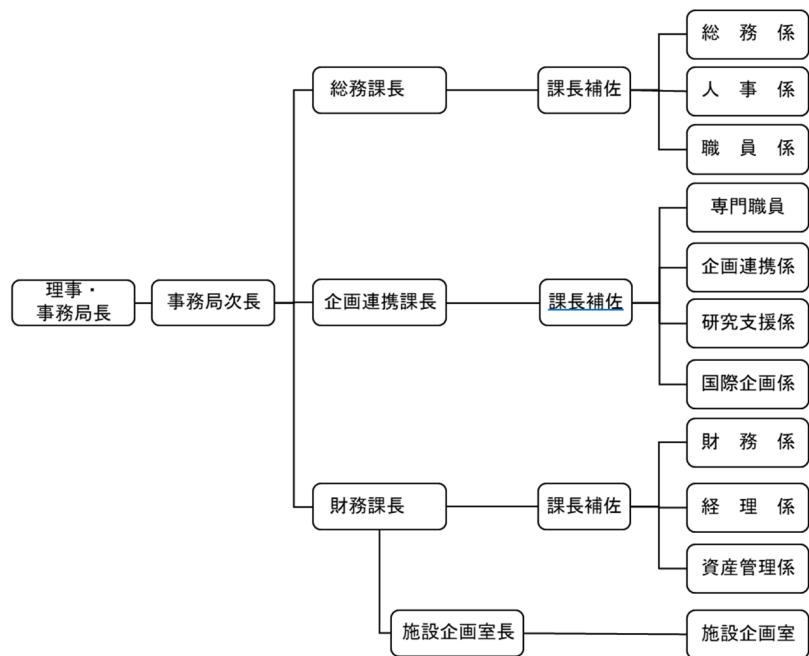 総　務　係
総務課長
課長補佐
人　事　係
職　員　係
専門職員
企画連携係
理事・
事務局長
事務局次長
企画連携課長
課長補佐
研究支援係
国際企画係
財　務　係
財務課長
課長補佐
経　理　係
資産管理係
施設企画室長
施設企画室